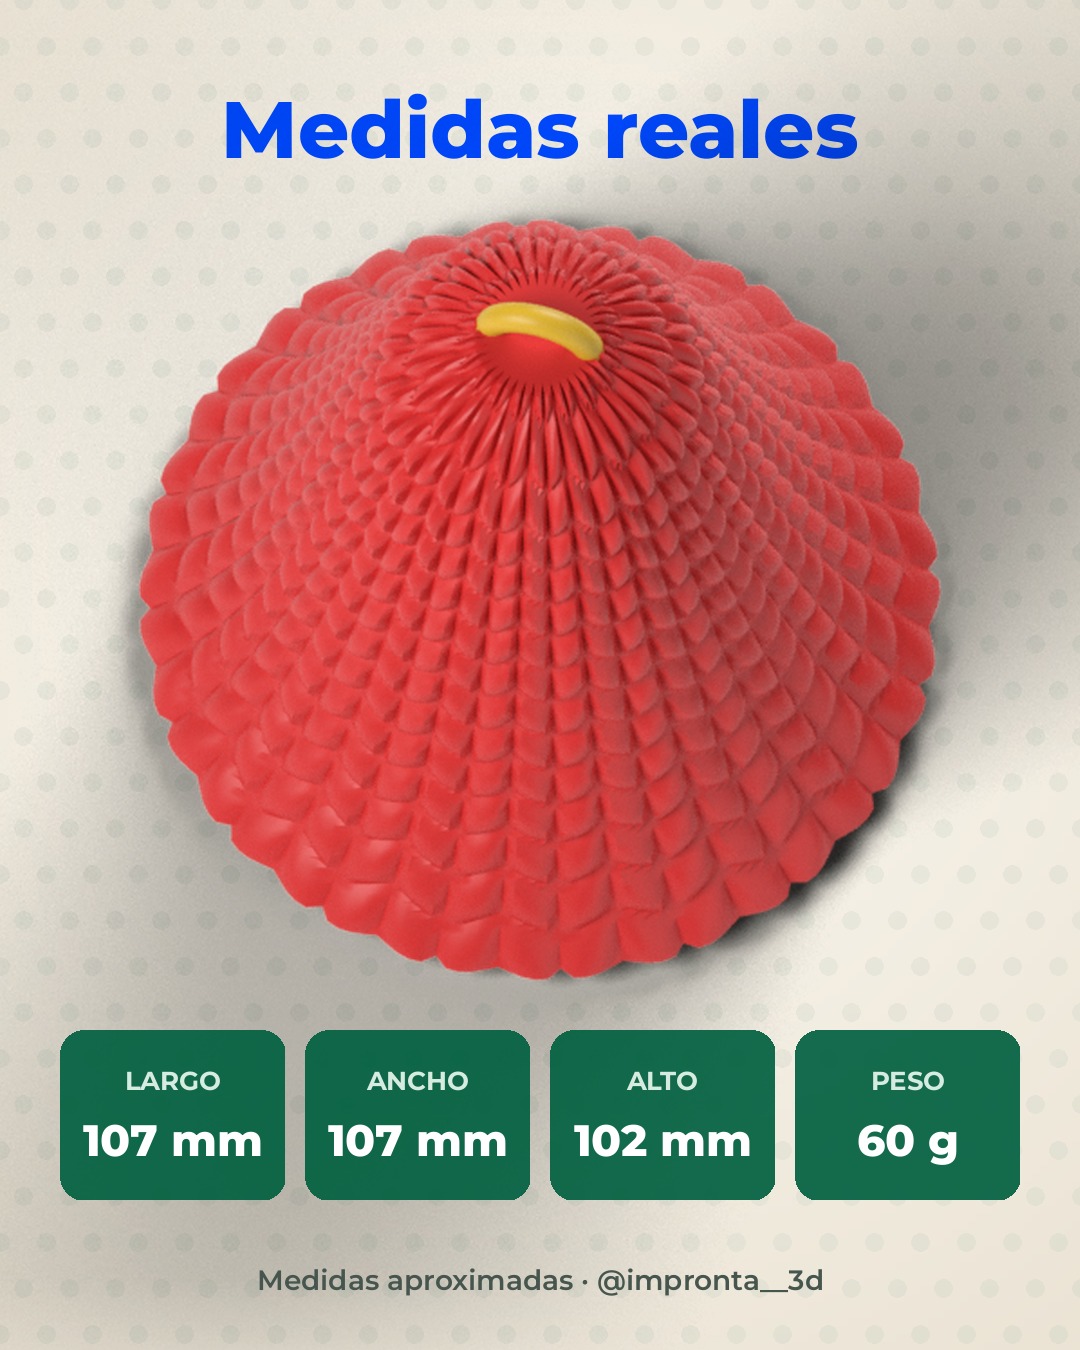 Medidas reales
LARGO
107 mm
ANCHO
107 mm
ALTO
102 mm
PESO
60 g
Medidas aproximadas · @impronta__3d